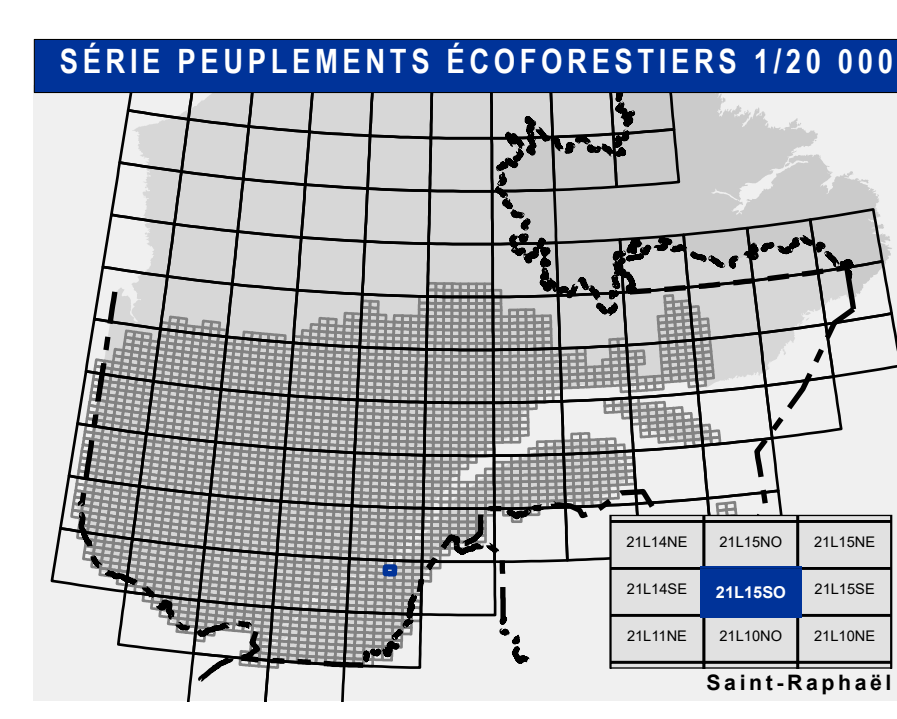 SÉRIE PEUPLEMENTS ÉCOFORESTIERS 1/20 000
21L14NE 21L15NO 21L15NE
21L14SE 21L15SO 21L15SE
21L11NE 21L10NO 21L10NE
Saint-Raphaël